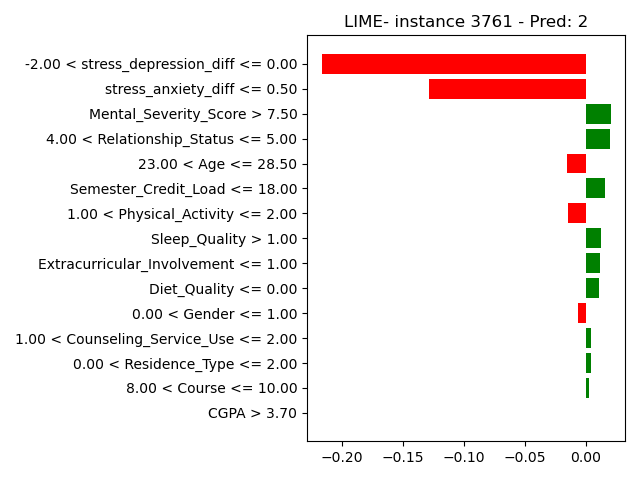 LIME- instance 3761 - Pred: 2
-2.00 < stress_depression_diff <= 0.00
stress_anxiety_diff <= 0.50
Mental_Severity_Score > 7.50
4.00 < Relationship_Status <= 5.00
23.00 < Age <= 28.50
Semester_Credit_Load <= 18.00
1.00 < Physical_Activity <= 2.00
Sleep_Quality > 1.00
Extracurricular_Involvement <= 1.00
Diet_Quality <= 0.00
0.00 < Gender <= 1.00
1.00 < Counseling_Service_Use <= 2.00
0.00 < Residence_Type <= 2.00
8.00 < Course <= 10.00
CGPA > 3.70
−0.20 −0.15 −0.10 −0.05 0.00